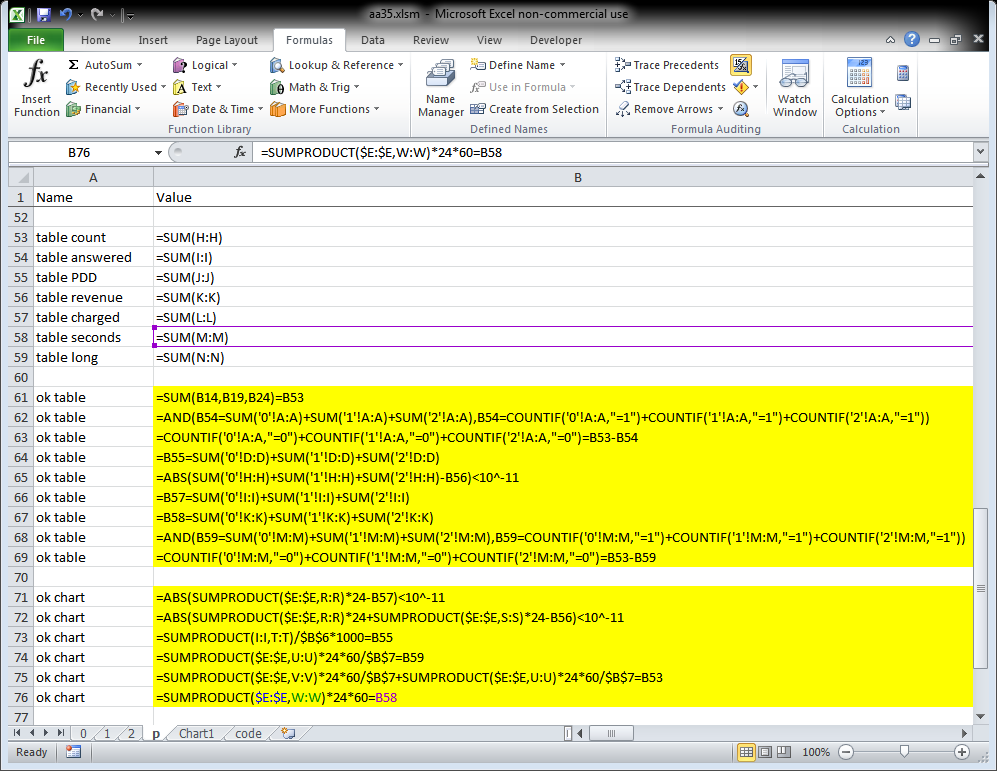 aa35.xlsm - Microsoft Excel non-commercial use
File Home Insert Page Layout Formulas Data Review View Developer
Insert Function
Σ AutoSum
Recently Used
Financial
Logical
Text
Date & Time
Lookup & Reference
Math & Trig
More Functions
Function Library
Name Manager
Define Name
Use in Formula
Create from Selection
Defined Names
Trace Precedents
Trace Dependents
Remove Arrows
Formula Auditing
Watch Window
Calculation Options
Calculation
B76 fx =SUMPRODUCT($E:$E,W:W)*24*60=B58
A B
1 Name Value
52
53 table count =SUM(H:H)
54 table answered =SUM(I:I)
55 table PDD =SUM(J:J)
56 table revenue =SUM(K:K)
57 table charged =SUM(L:L)
58 table seconds =SUM(M:M)
59 table long =SUM(N:N)
60
61 ok table =SUM(B14,B19,B24)=B53
62 ok table =AND(B54=SUM('0'!A:A)+SUM('1'!A:A)+SUM('2'!A:A),B54=COUNTIF('0'!A:A,"=1")+COUNTIF('1'!A:A,"=1")+COUNTIF('2'!A:A,"=1"))
63 ok table =COUNTIF('0'!A:A,"=0")+COUNTIF('1'!A:A,"=0")+COUNTIF('2'!A:A,"=0")=B53-B54
64 ok table =B55=SUM('0'!D:D)+SUM('1'!D:D)+SUM('2'!D:D)
65 ok table =ABS(SUM('0'!H:H)+SUM('1'!H:H)+SUM('2'!H:H)-B56)<10^-11
66 ok table =B57=SUM('0'!I:I)+SUM('1'!I:I)+SUM('2'!I:I)
67 ok table =B58=SUM('0'!K:K)+SUM('1'!K:K)+SUM('2'!K:K)
68 ok table =AND(B59=SUM('0'!M:M)+SUM('1'!M:M)+SUM('2'!M:M),B59=COUNTIF('0'!M:M,"=1")+COUNTIF('1'!M:M,"=1")+COUNTIF('2'!M:M,"=1"))
69 ok table =COUNTIF('0'!M:M,"=0")+COUNTIF('1'!M:M,"=0")+COUNTIF('2'!M:M,"=0")=B53-B59
70
71 ok chart =ABS(SUMPRODUCT($E:$E,R:R)*24-B57)<10^-11
72 ok chart =ABS(SUMPRODUCT($E:$E,R:R)*24+SUMPRODUCT($E:$E,S:S)*24-B56)<10^-11
73 ok chart =SUMPRODUCT(I:I,T:T)/$B$6*1000=B55
74 ok chart =SUMPRODUCT($E:$E,U:U)*24*60/$B$7=B59
75 ok chart =SUMPRODUCT($E:$E,V:V)*24*60/$B$7+SUMPRODUCT($E:$E,U:U)*24*60/$B$7=B53
76 ok chart =SUMPRODUCT($E:$E,W:W)*24*60=B58
77
0 1 2 p Chart1 code
Ready 100%